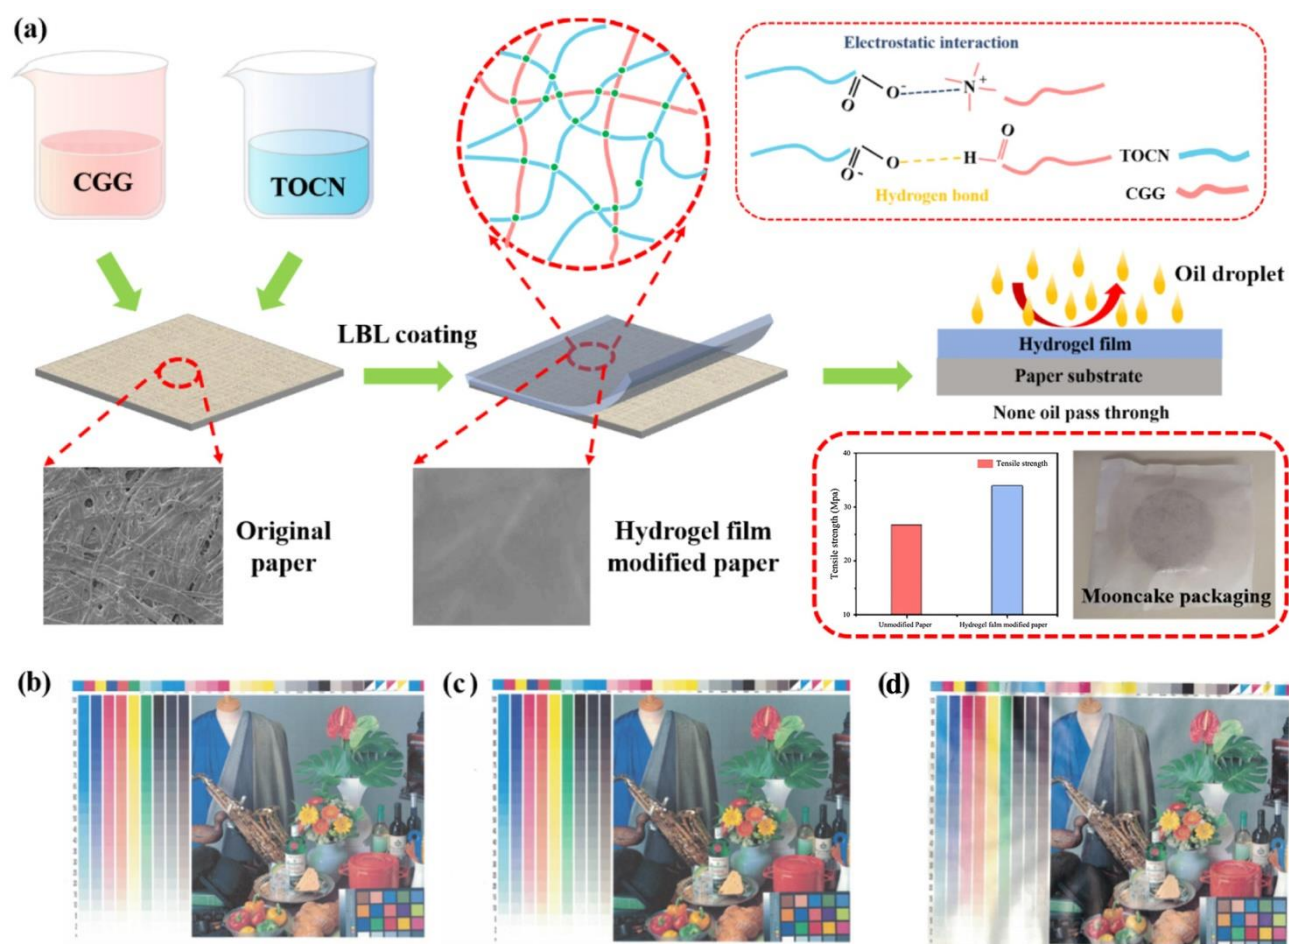 (a)
CGG
TOCN
Electrostatic interaction
O
O
-
N
+
O
O
-
H
O
Hydrogen bond
TOCN
CGG
LBL coating
Oil droplet
Hydrogel film
Paper substrate
None oil pass throngh
Original
paper
Hydrogel film
modified paper
Tensile strength (Mpa)
40
30
20
10
Tensile strength
Unmodified Paper
Hydrogel film modified paper
Mooncake packaging
(b)
(c)
(d)